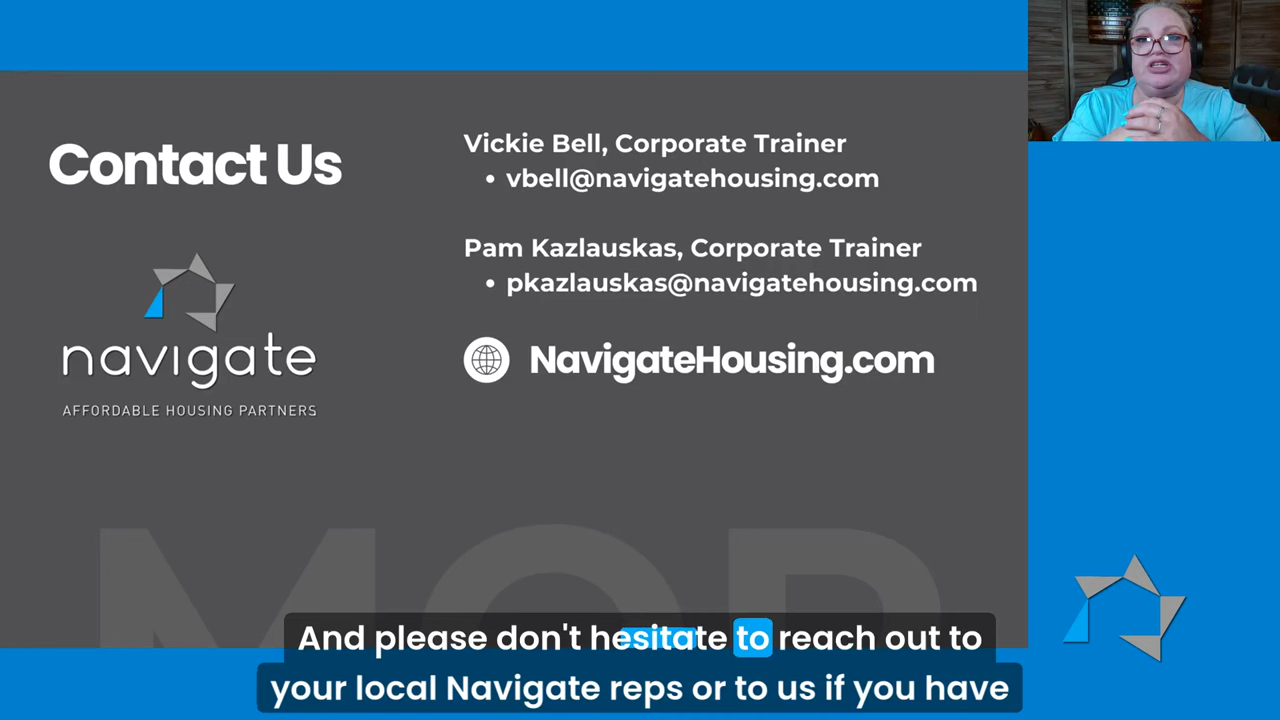 Contact Us
navigate
AFFORDABLE HOUSING PARTNERS
Vickie Bell, Corporate Trainer
• vbell@navigatehousing.com
Pam Kazlauskas, Corporate Trainer
• pkazlauskas@navigatehousing.com
NavigateHousing.com
MOR
And please don't hesitate to reach out to
your local Navigate reps or to us if you have